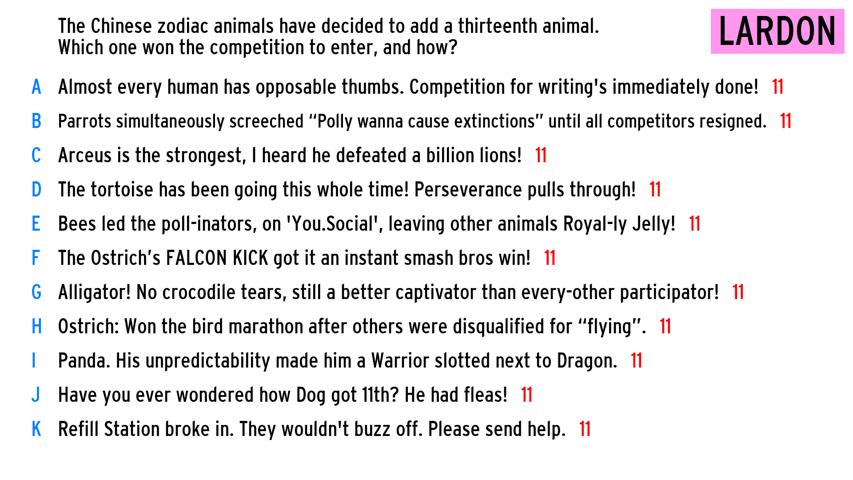 The Chinese zodiac animals have decided to add a thirteenth animal.
Which one won the competition to enter, and how?
LARDON
A Almost every human has opposable thumbs. Competition for writing's immediately done! 11
B Parrots simultaneously screeched “Polly wanna cause extinctions” until all competitors resigned. 11
C Arceus is the strongest, I heard he defeated a billion lions! 11
D The tortoise has been going this whole time! Perseverance pulls through! 11
E Bees led the poll-inators, on 'You.Social', leaving other animals Royal-ly Jelly! 11
F The Ostrich’s FALCON KICK got it an instant smash bros win! 11
G Alligator! No crocodile tears, still a better captivator than every-other participator! 11
H Ostrich: Won the bird marathon after others were disqualified for “flying”. 11
I Panda. His unpredictability made him a Warrior slotted next to Dragon. 11
J Have you ever wondered how Dog got 11th? He had fleas! 11
K Refill Station broke in. They wouldn't buzz off. Please send help. 11